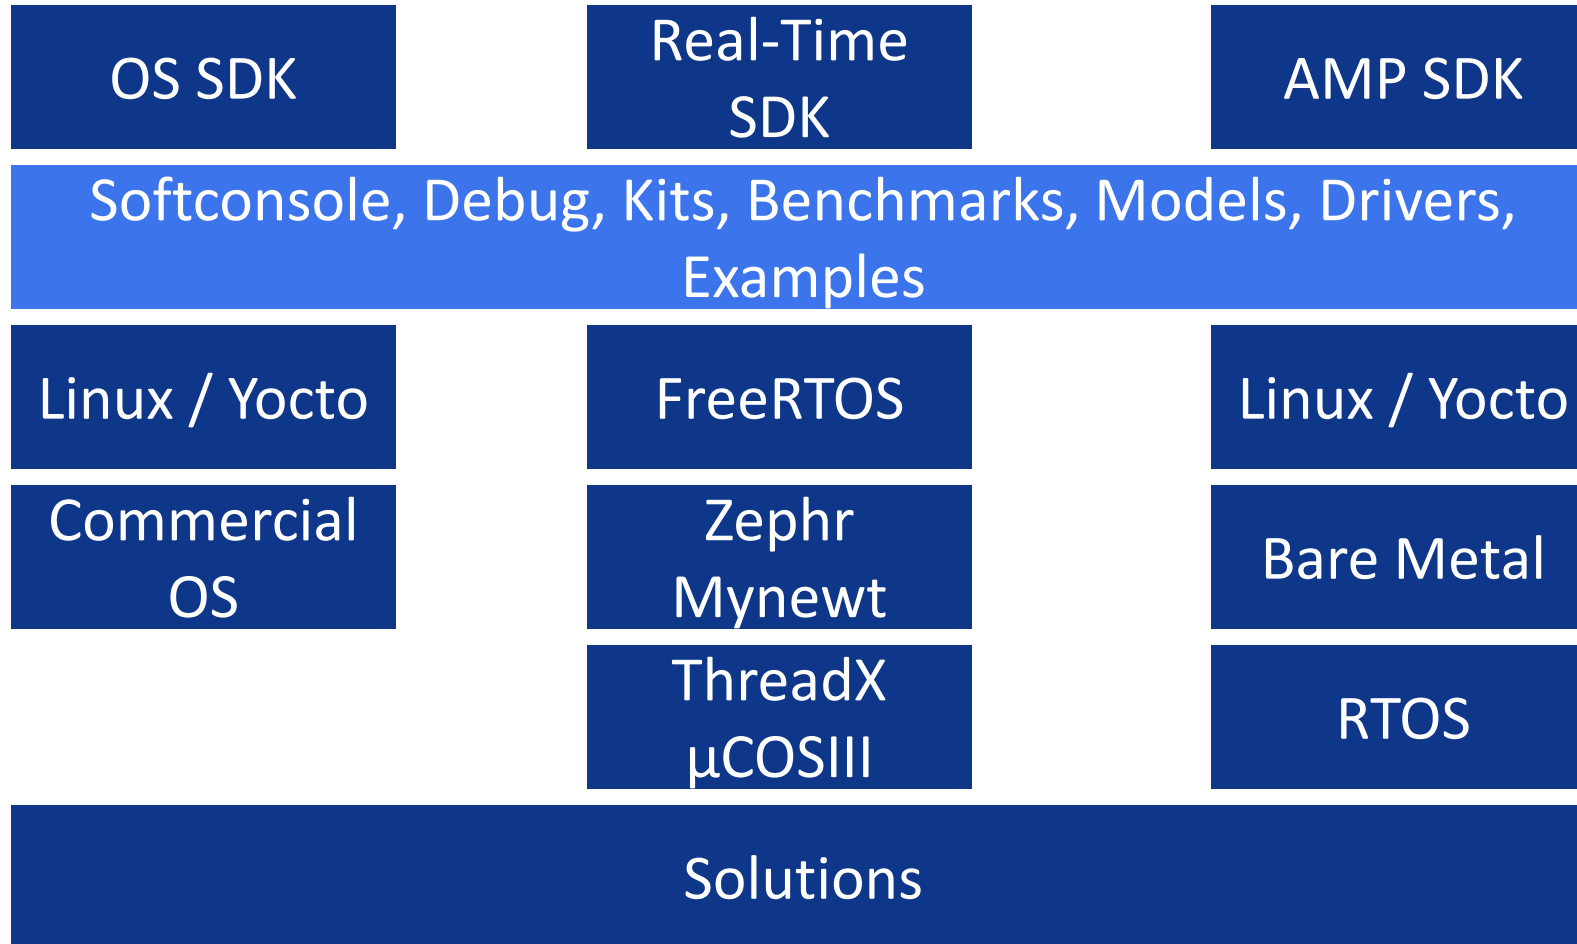 OS SDK
Real-Time
SDK
AMP SDK
Softconsole, Debug, Kits, Benchmarks, Models, Drivers,
Examples
Linux / Yocto
FreeRTOS
Linux / Yocto
Commercial
OS
Zephr
Mynewt
Bare Metal
ThreadX
µCOSIII
RTOS
Solutions